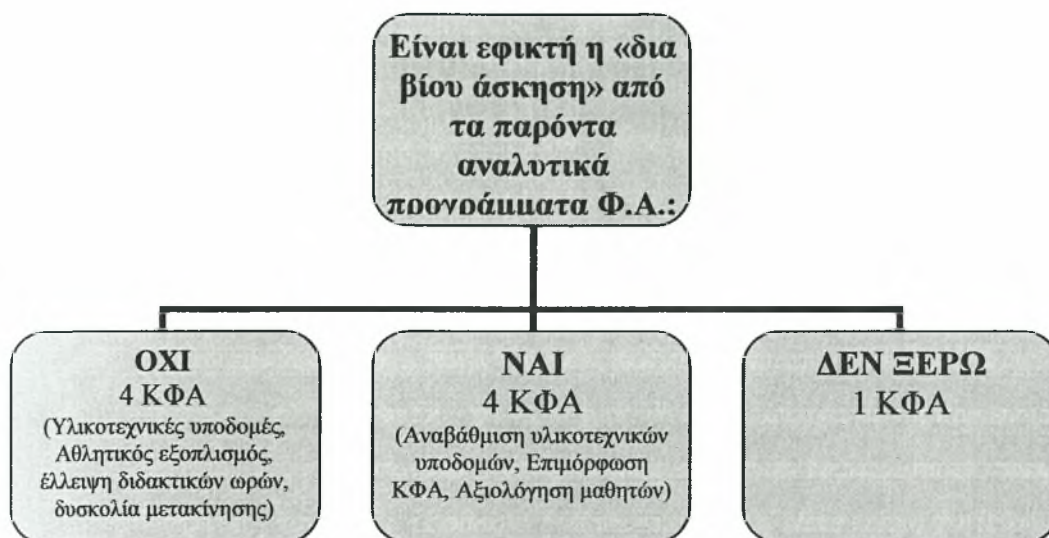 Είναι εφικτή η «δια
βίου άσκηση» από
τα παρόντα
αναλυτικά
προγράμματα Φ.Α.;
ΟΧΙ
4 ΚΦΑ
(Υλικοτεχνικές υποδομές,
Αθλητικός εξοπλισμός,
έλλειψη διδακτικών ωρών,
δυσκολία μετακίνησης)
ΝΑΙ
4 ΚΦΑ
(Αναβάθμιση υλικοτεχνικών
υποδομών, Επιμόρφωση
ΚΦΑ, Αξιολόγηση μαθητών)
ΔΕΝ ΞΕΡΩ
1 ΚΦΑ